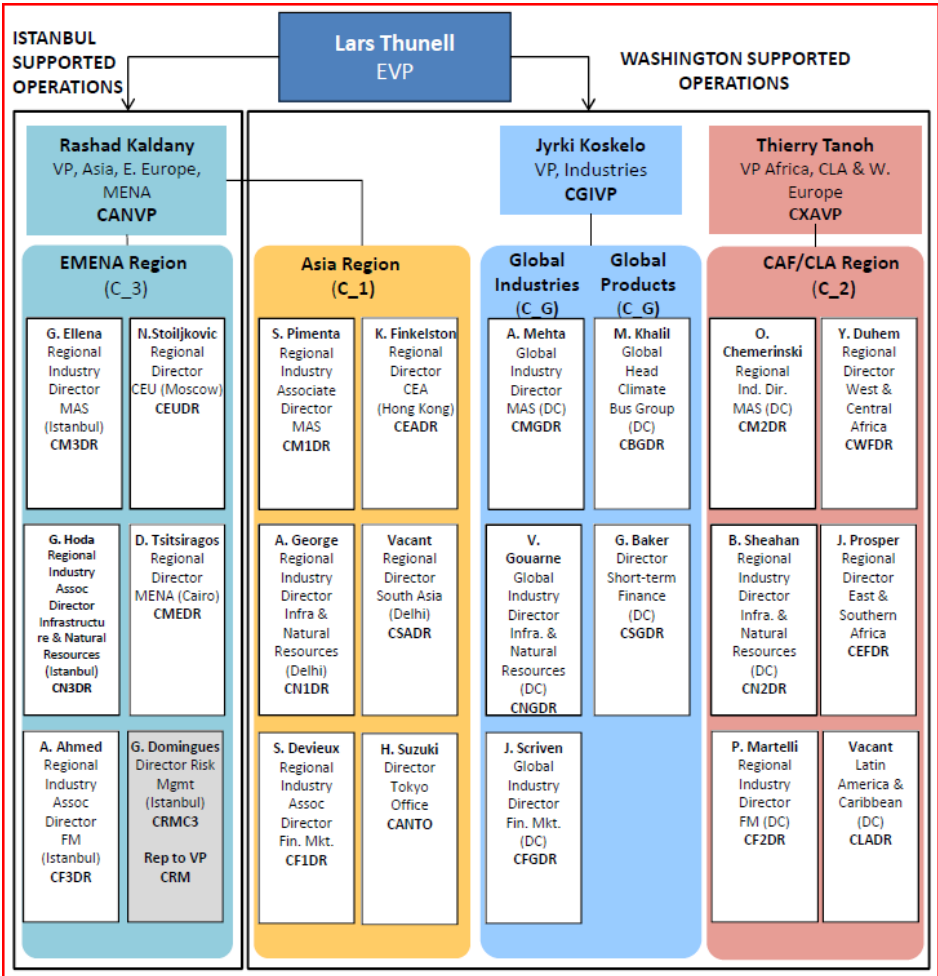 ISTANBUL
SUPPORTED
OPERATIONS
Lars Thunell
EVP
WASHINGTON SUPPORTED
OPERATIONS
Rashad Kaldany
VP, Asia, E. Europe,
MENA
CANVP
Jyrki Koskelo
VP, Industries
CGIVP
Thierry Tanoh
VP Africa, CLA & W.
Europe
CXAVP
EMENA Region
(C_3)
G. Ellena
Regional
Industry
Director
MAS
(Istanbul)
CM3DR
N.Stoiljkovic
Regional
Director
CEU (Moscow)
CEUDR
G. Hoda
Regional
Industry
Assoc
Director
Infrastructu
re & Natural
Resources
(Istanbul)
CN3DR
D. Tsitsiragos
Regional
Director
MENA (Cairo)
CMEDR
A. Ahmed
Regional
Industry
Assoc
Director
FM
(Istanbul)
CF3DR
G. Domingues
Director Risk
Mgmt
(Istanbul)
CRMC3
Rep to VP
CRM
Asia Region
(C_1)
S. Pimenta
Regional
Industry
Associate
Director
MAS
CM1DR
K. Finkelston
Regional
Director
CEA
(Hong Kong)
CEADR
A. George
Regional
Industry
Director
Infra &
Natural
Resources
(Delhi)
CN1DR
Vacant
Regional
Director
South Asia
(Delhi)
CSADR
S. Devieux
Regional
Industry
Assoc
Director
Fin. Mkt.
CF1DR
H. Suzuki
Director
Tokyo
Office
CANTO
Global
Industries
(C_G)
Global
Products
(C_G)
A. Mehta
Global
Industry
Director
MAS (DC)
CMGDR
M. Khalil
Global
Head
Climate
Bus Group
(DC)
CBGDR
V.
Gouarne
Global
Industry
Director
Infra. &
Natural
Resources
(DC)
CNGDR
G. Baker
Director
Short-term
Finance
(DC)
CSGDR
J. Scriven
Global
Industry
Director
Fin. Mkt.
(DC)
CFGDR
CAF/CLA Region
(C_2)
O.
Chemerinski
Regional
Ind. Dir.
MAS (DC)
CM2DR
Y. Duhem
Regional
Director
West &
Central
Africa
CWFDR
B. Sheahan
Regional
Industry
Director
Infra. &
Natural
Resources
(DC)
CN2DR
J. Prosper
Regional
Director
East &
Southern
Africa
CEFDR
P. Martelli
Regional
Industry
Director
FM (DC)
CF2DR
Vacant
Latin
America &
Caribbean
(DC)
CLADR